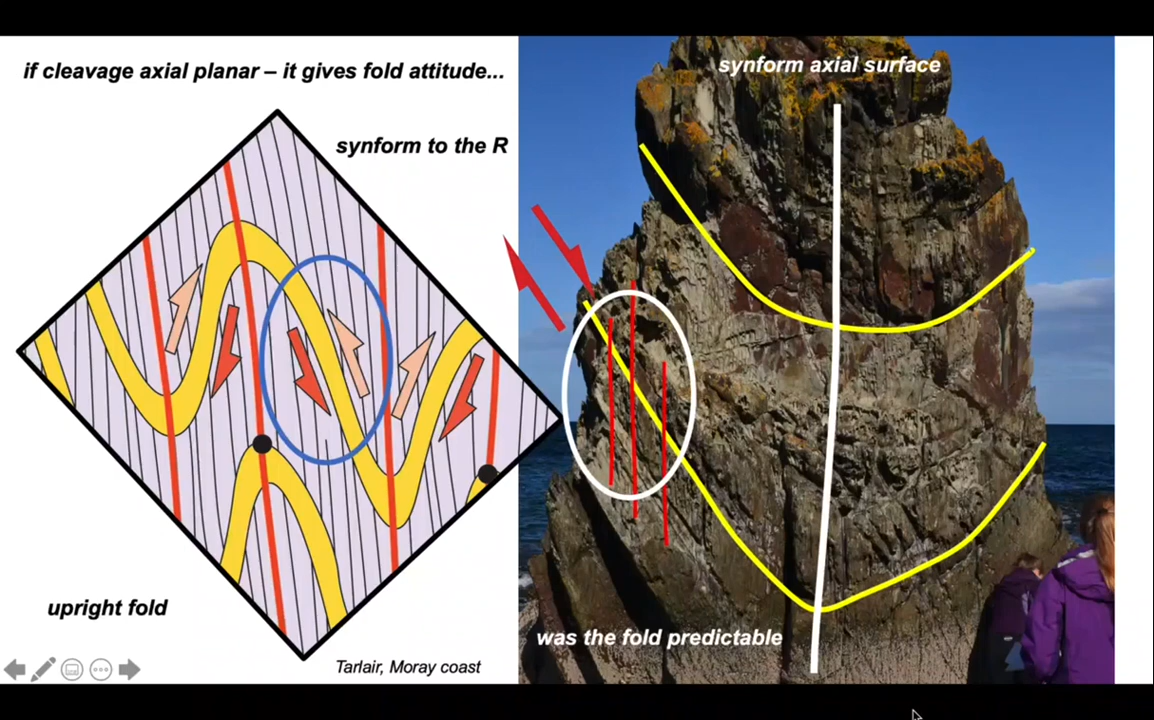 if cleavage axial planar – it gives fold attitude...
synform to the R
synform axial surface
upright fold
was the fold predictable
Tarlair, Moray coast